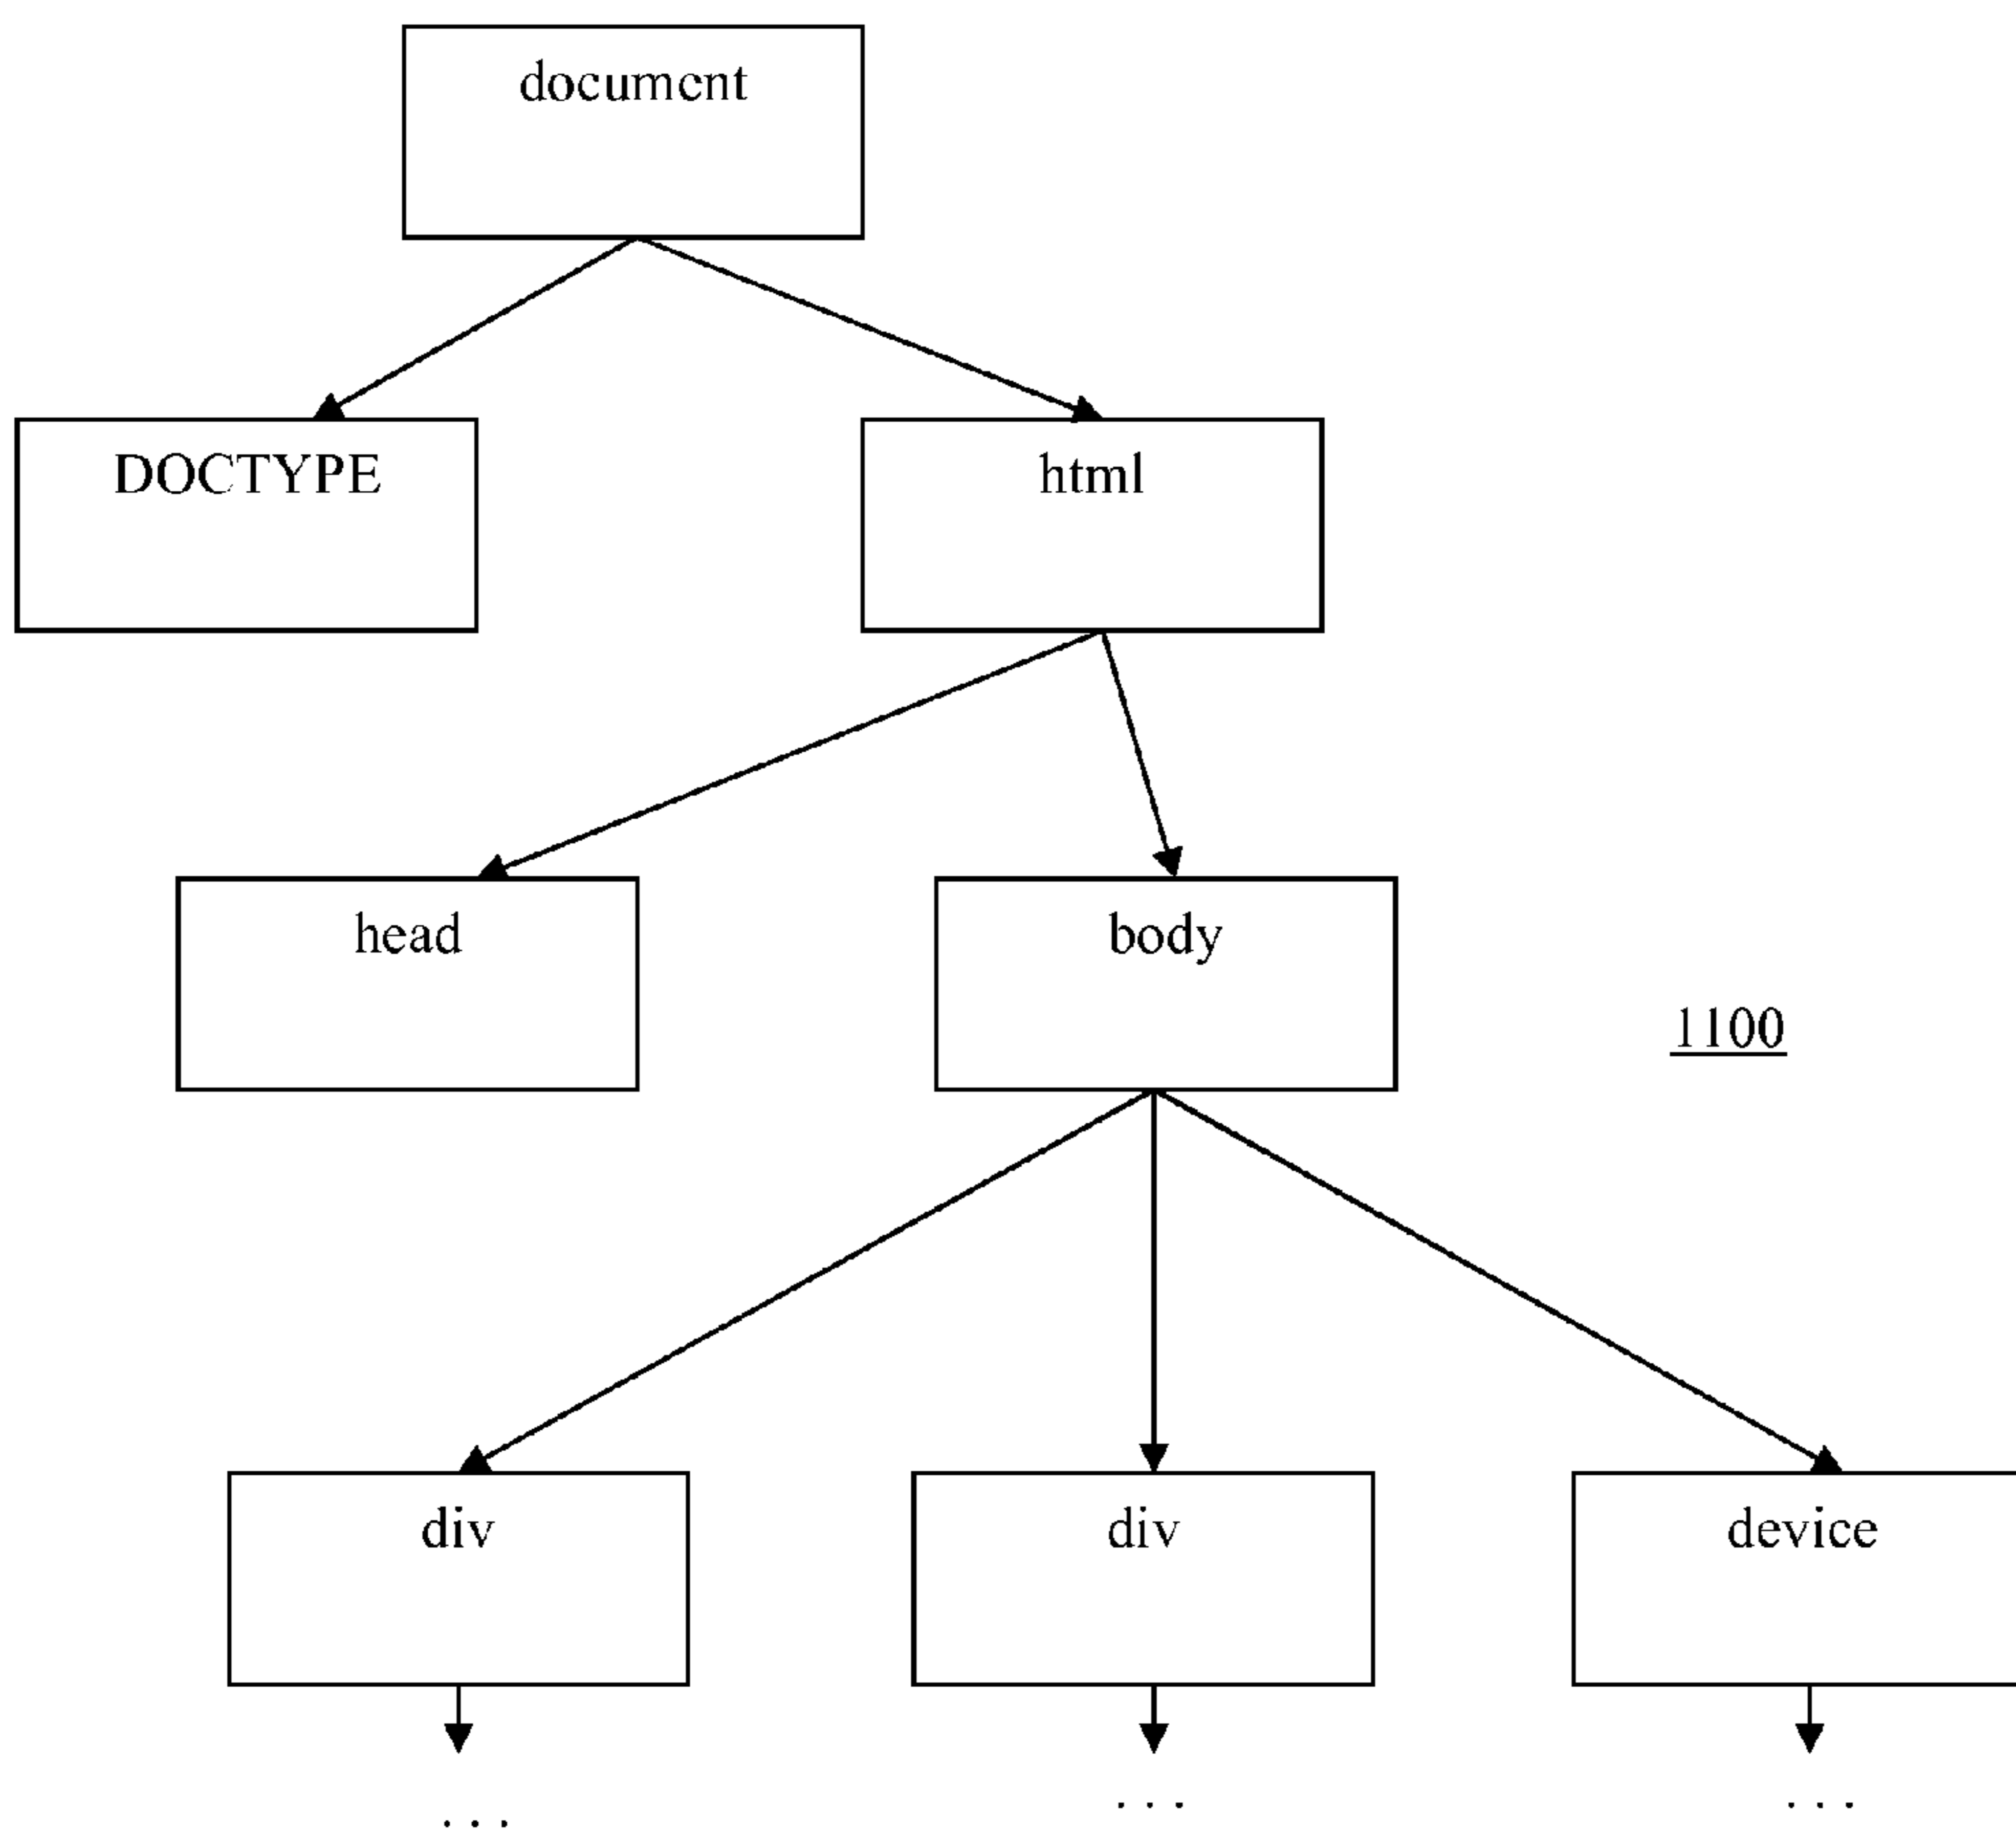 document
DOCTYPE
html
head
body
1100
div
div
device
...
...
...